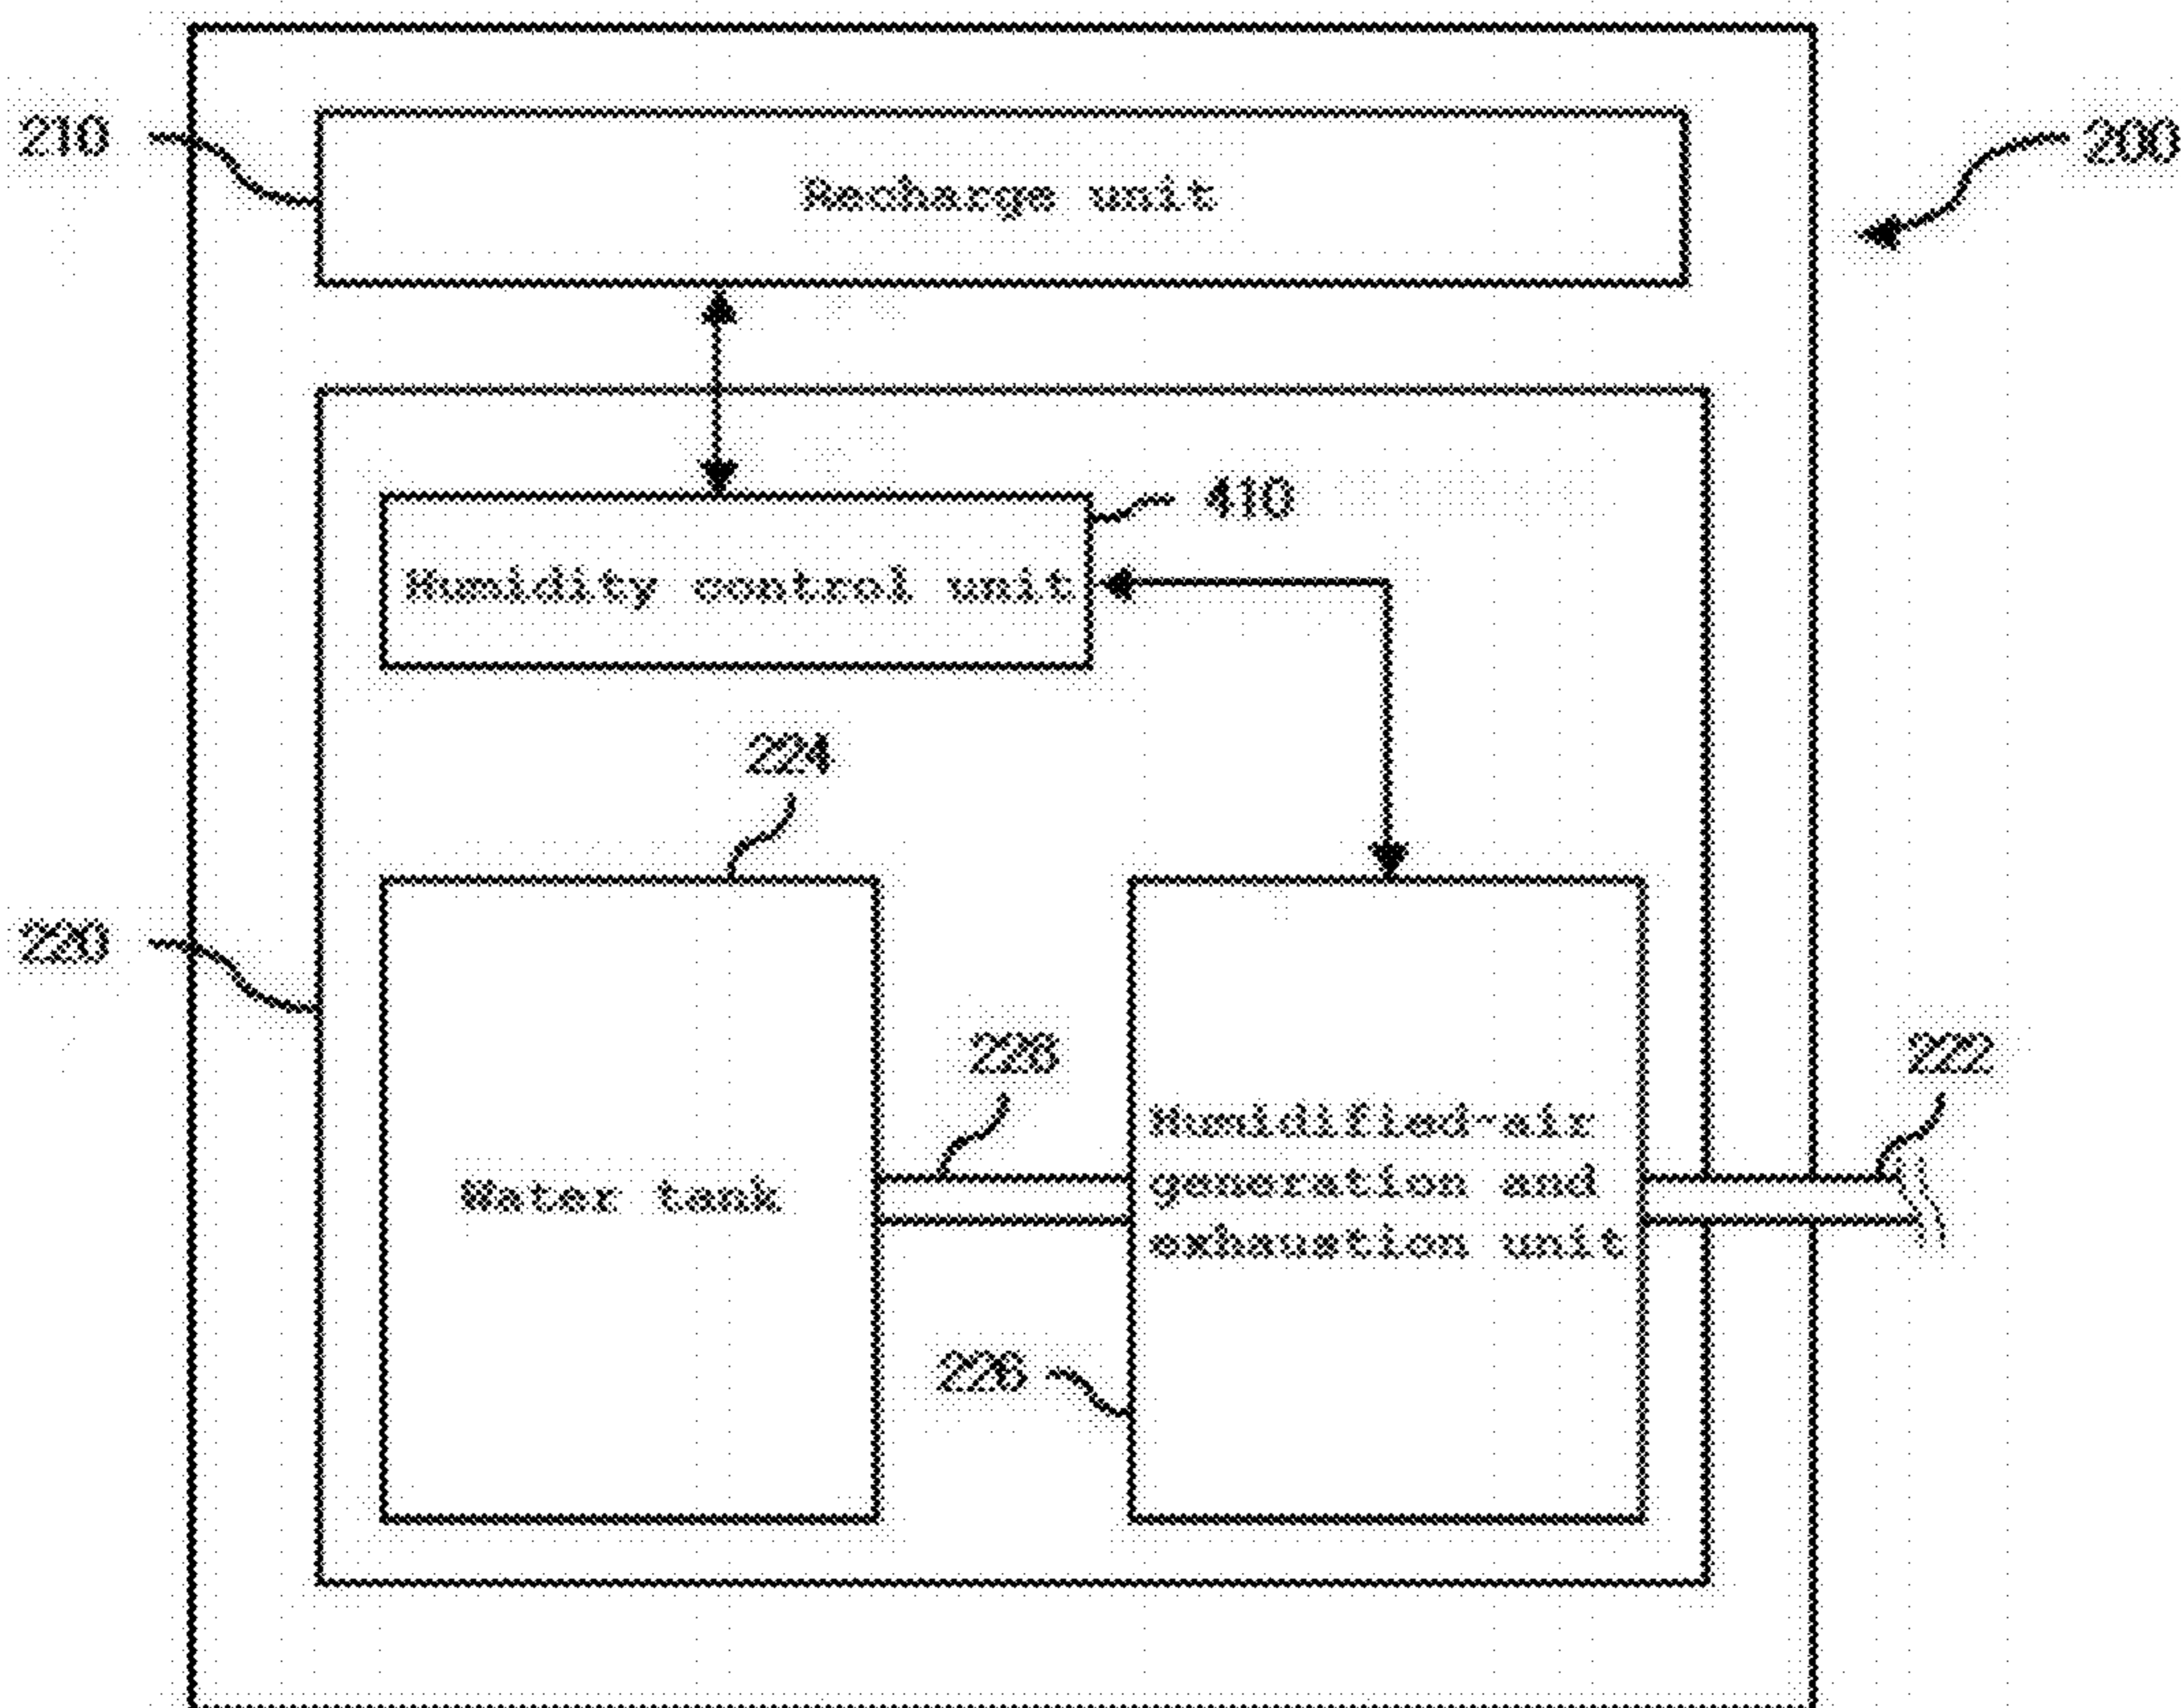 210
Recharge unit
200
410
Humidity control unit
224
220
228
222
Humidified-air
generation and
exhaustion unit
Water tank
226